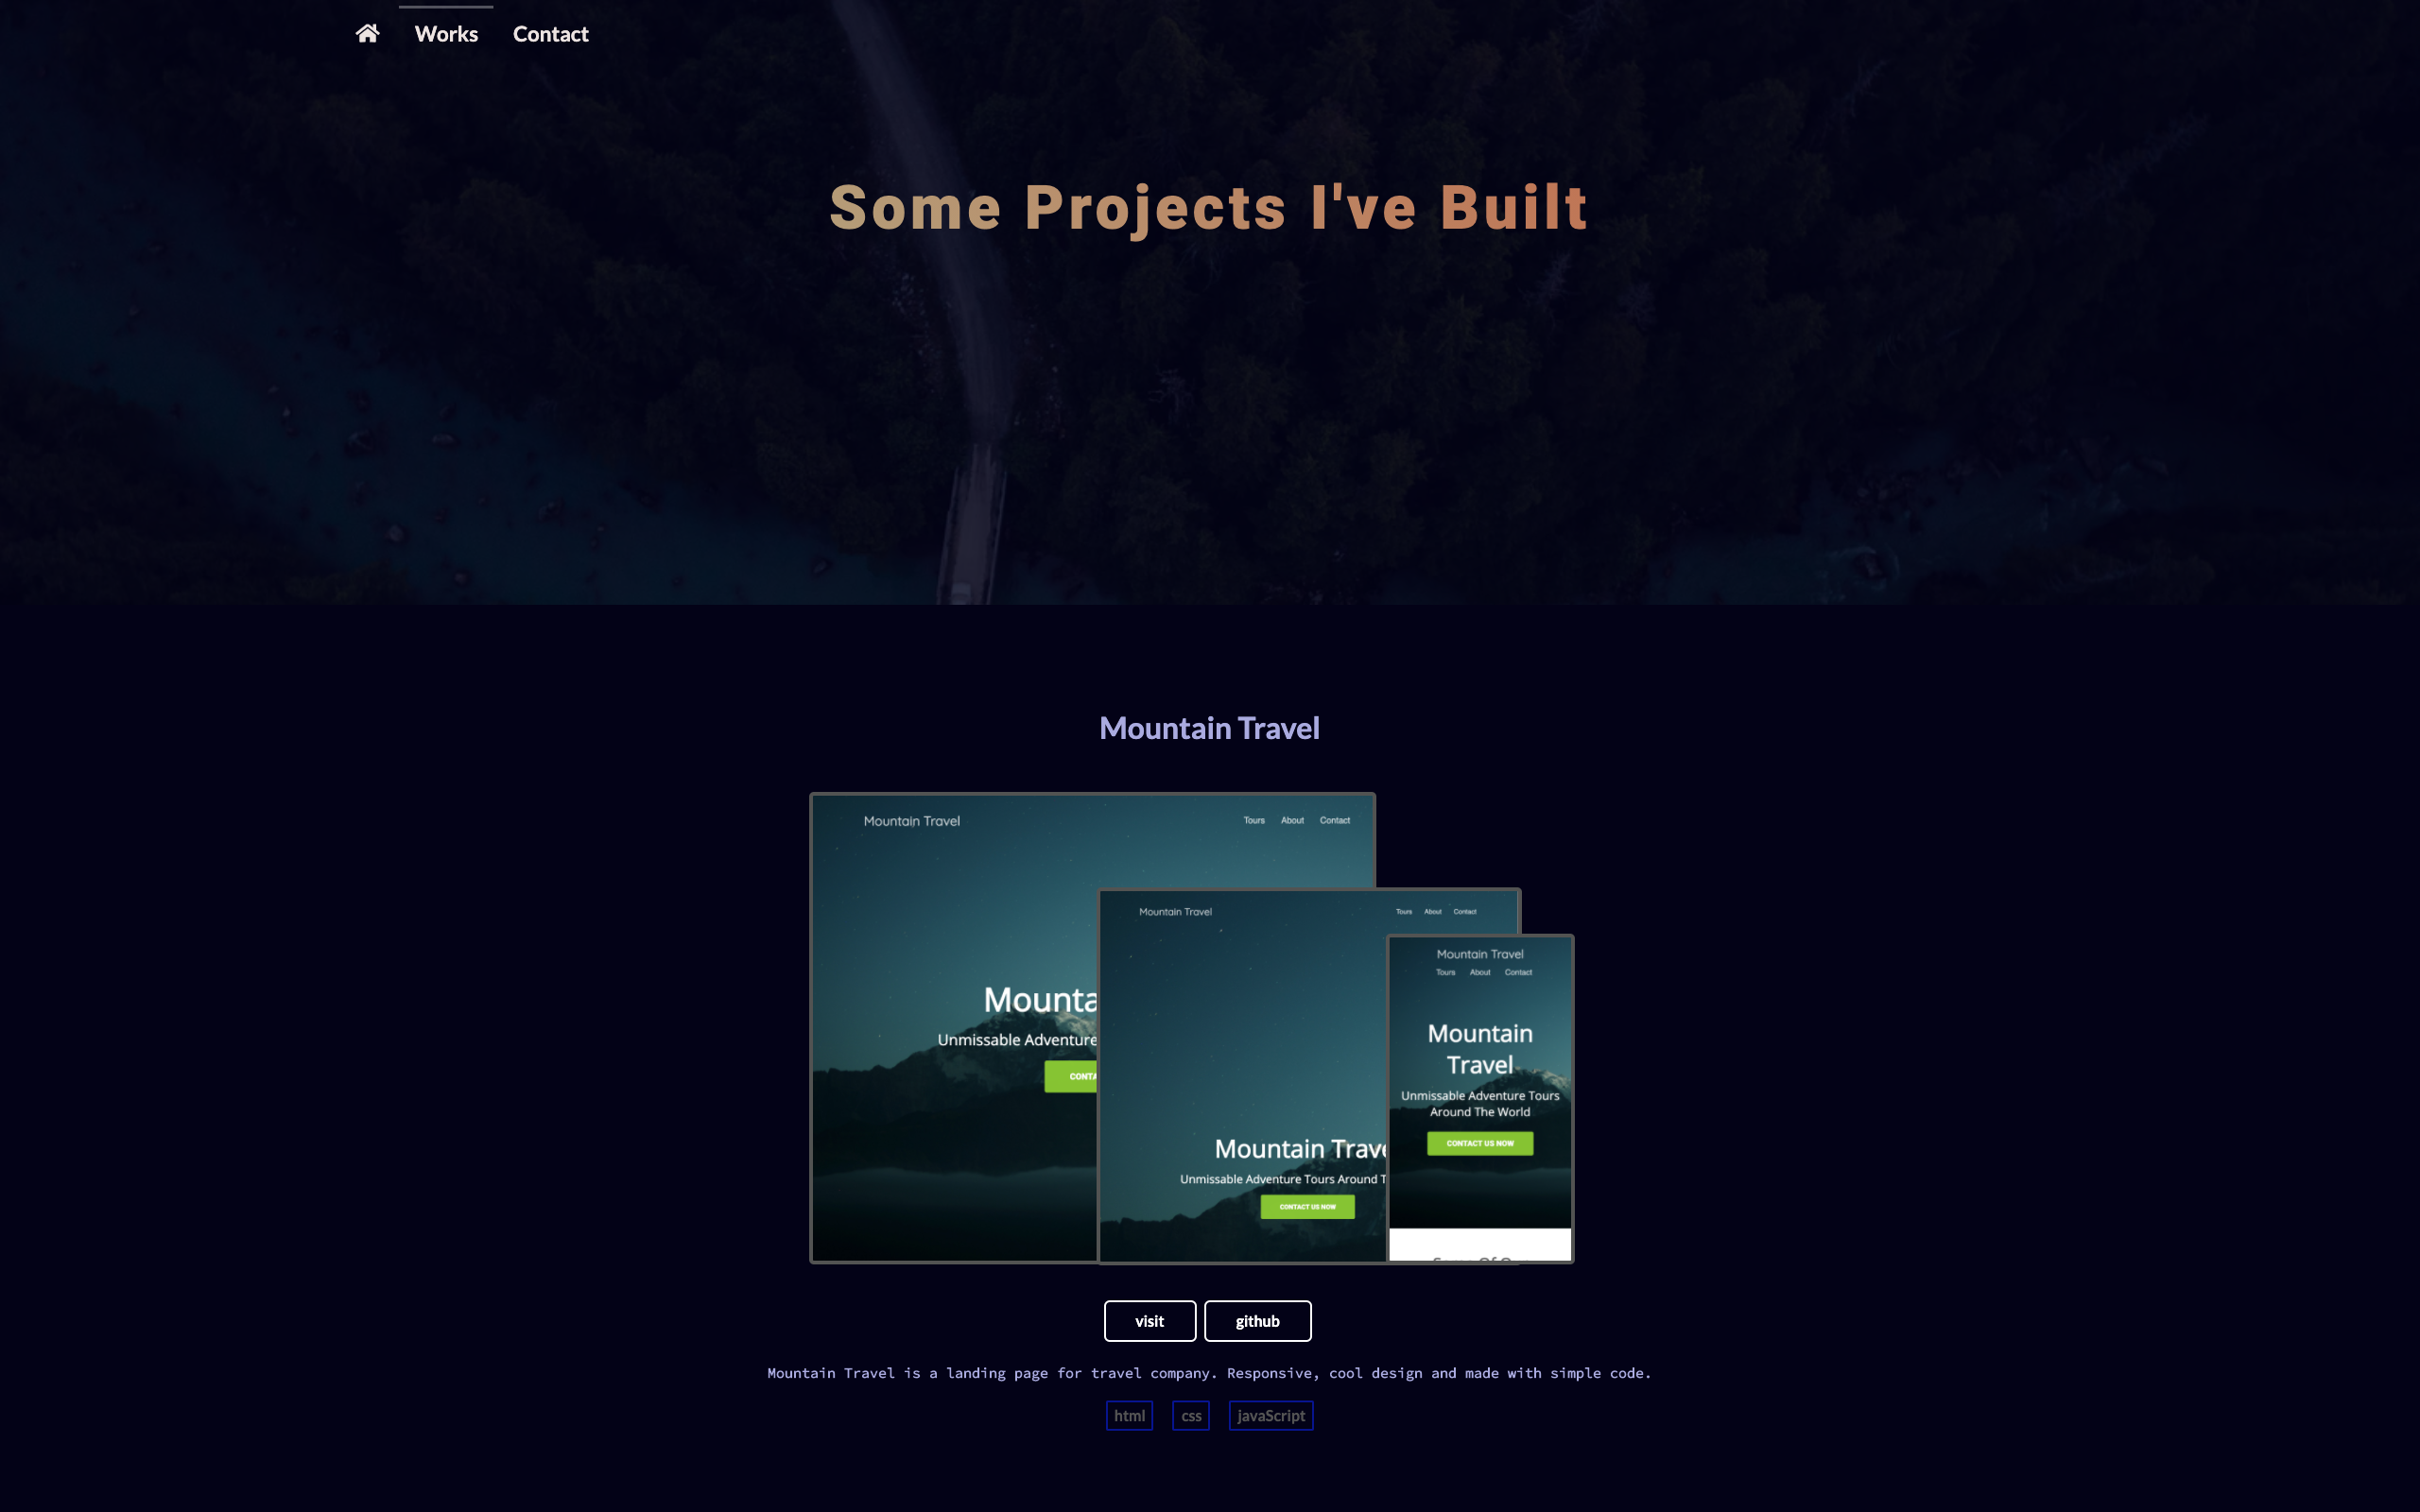 Works Contact
Some Projects I've Built
Mountain Travel
Mountain Travel Tours About Contact
Mounta
Unmissable Adventure
CONTA
Mountain Travel Tours About Contact
Mountain Trave
Unmissable Adventure Tours Around T
CONTACT US NOW
Mountain Travel
Tours About Contact
Mountain
Travel
Unmissable Adventure Tours
Around The World
CONTACT US NOW
visit github
Mountain Travel is a landing page for travel company. Responsive, cool design and made with simple code.
html css javaScript